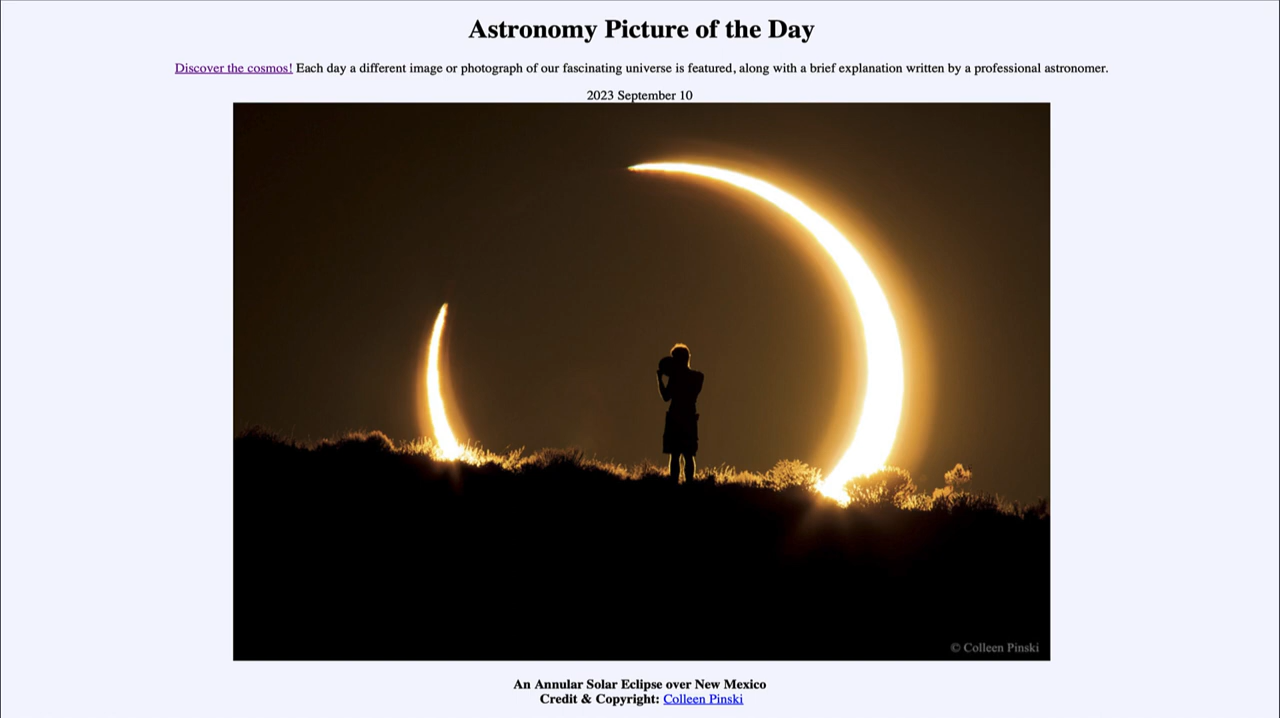 Astronomy Picture of the Day
Discover the cosmos! Each day a different image or photograph of our fascinating universe is featured, along with a brief explanation written by a professional astronomer.
2023 September 10
© Colleen Pinski
An Annular Solar Eclipse over New Mexico
Credit & Copyright: Colleen Pinski